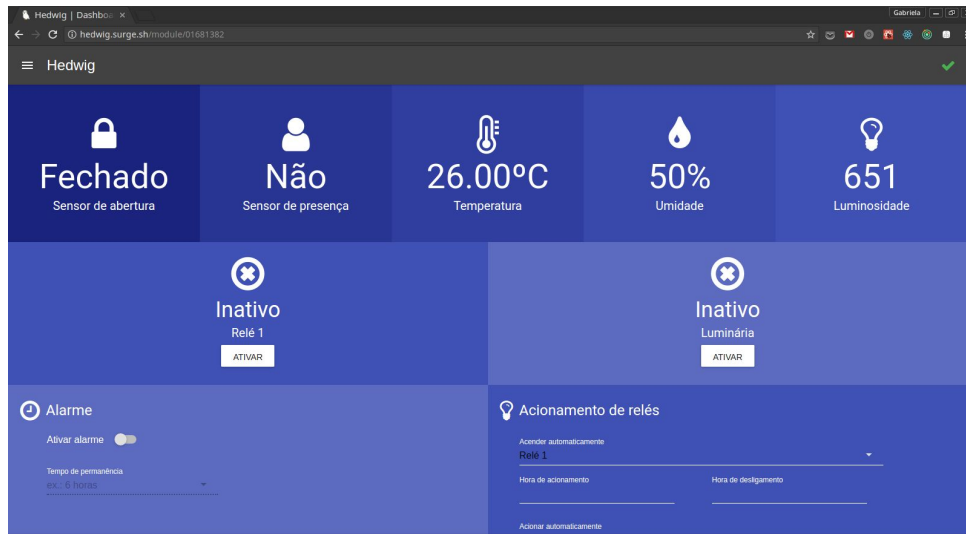 Hedwig | Dashboa
Gabriela
hedwig.surge.sh/module/01681382
Hedwig
Fechado
Sensor de abertura
Não
Sensor de presença
26.00ºC
Temperatura
50%
Umidade
651
Luminosidade
Inativo
Relé 1
ATIVAR
Inativo
Luminária
ATIVAR
Alarme
Ativar alarme
Tempo de permanência
ex.: 6 horas
Acionamento de relés
Acender automaticamente
Relé 1
Hora de acionamento
Hora de desligamento
Acionar automaticamente